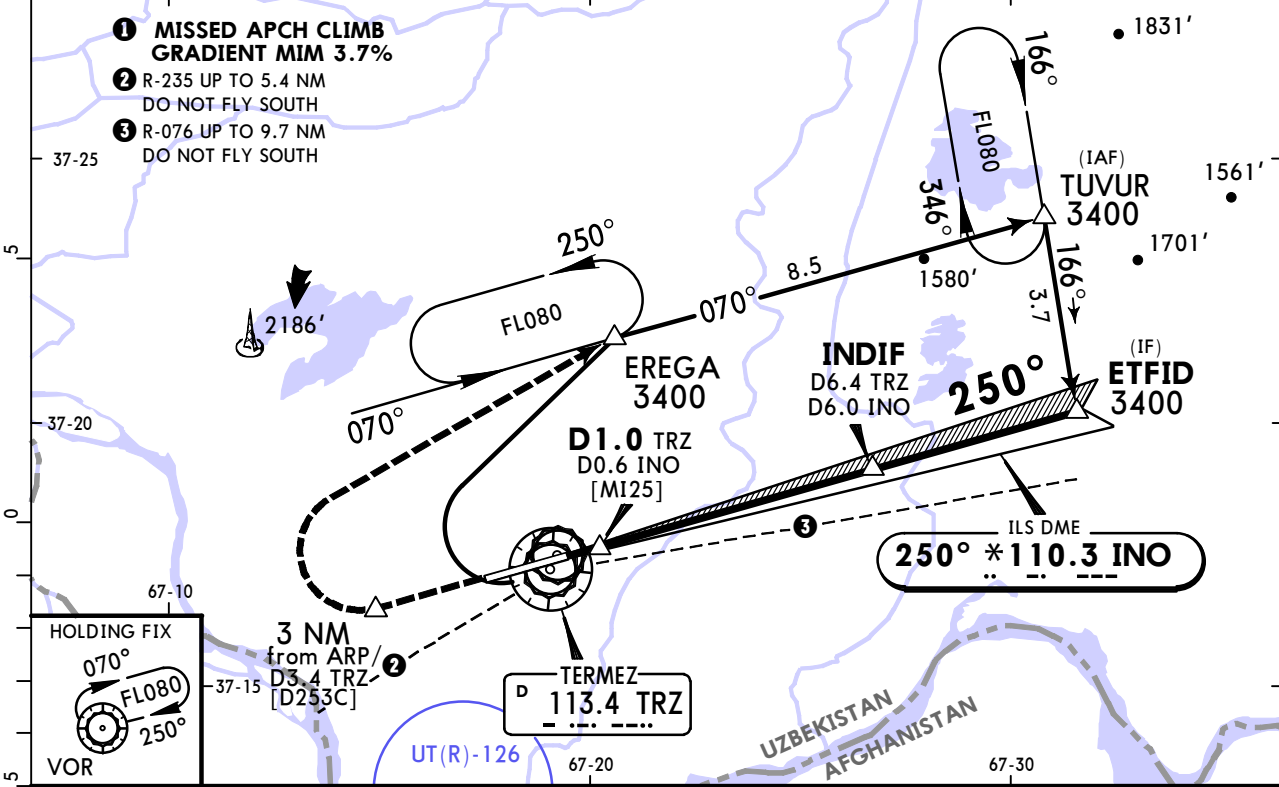 ❶ MISSED APCH CLIMB
GRADIENT MIM 3.7%
❷ R-235 UP TO 5.4 NM
DO NOT FLY SOUTH
❸ R-076 UP TO 9.7 NM
DO NOT FLY SOUTH
1831'
166°
FL080
346°
37-25
(IAF)
TUVUR
3400
1561'
1701'
5
250°
FL080
8.5
1580'
166°
3.7
070°
2186'
EREGA
3400
070°
INDIF
D6.4 TRZ
D6.0 INO
250°
(IF)
ETFID
3400
37-20
D1.0 TRZ
D0.6 INO
[MI25]
0
❸
ILS DME
250° *110.3 INO
67-10
HOLDING FIX
070°
FL080
250°
VOR
3 NM
from ARP/
D3.4 TRZ
[D253C]
❷
37-15
TERMEZ
D 113.4 TRZ
UT(R)-126
UZBEKISTAN
AFGHANISTAN
67-20
67-30
5